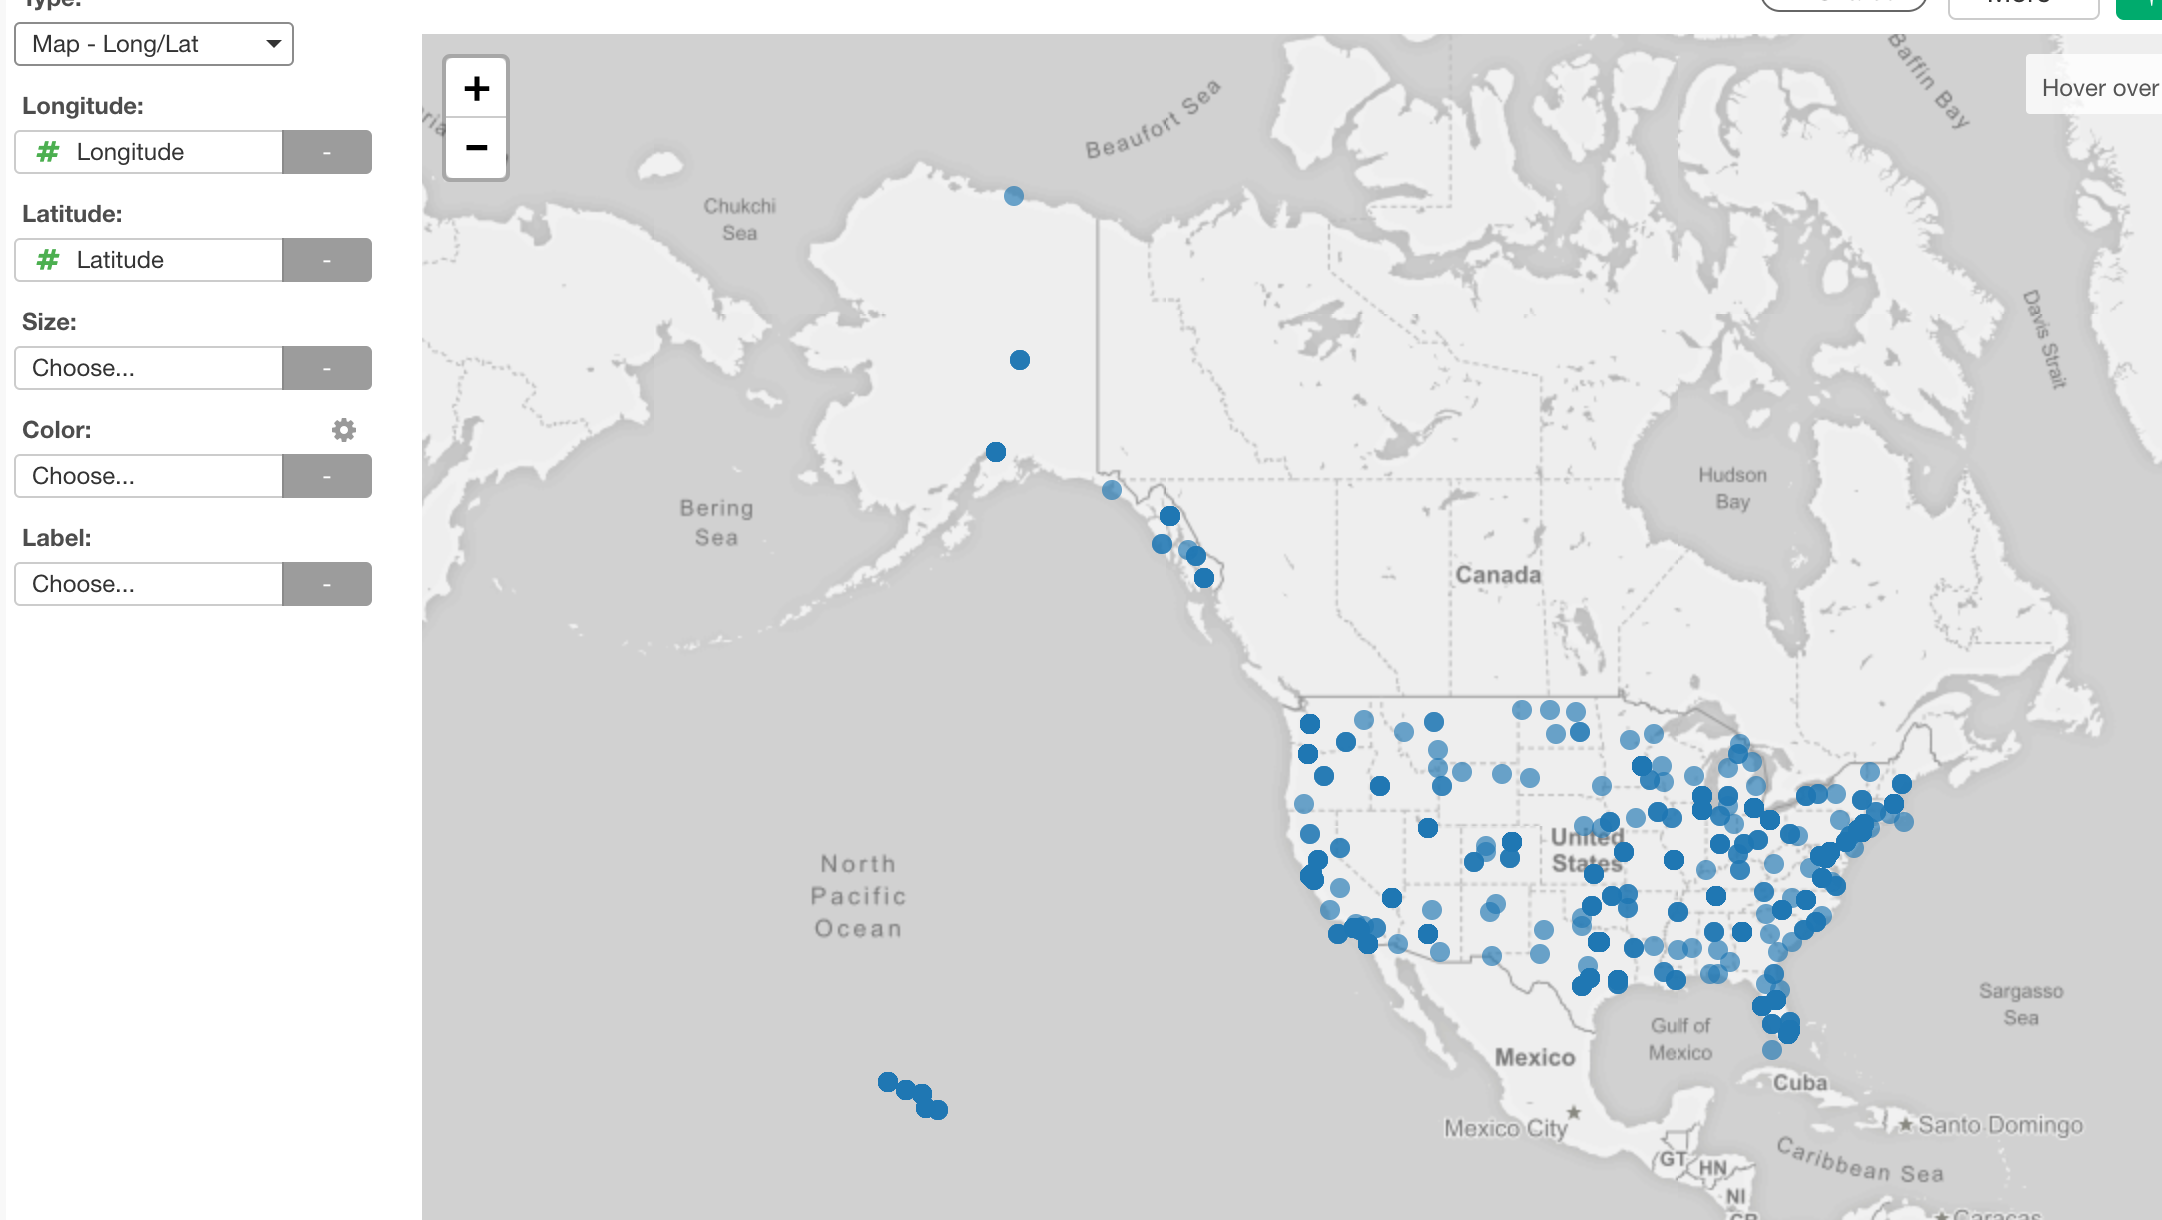 Type:
Map - Long/Lat
Longitude:
# Longitude
-
Latitude:
# Latitude
-
Size:
Choose...
-
Color:
Choose...
-
Label:
Choose...
-
+
−
Hover over
Beaufort Sea
Baffin Bay
Chukchi
Sea
Davis Strait
Hudson
Bay
Bering
Sea
Canada
United
States
North
Pacific
Ocean
Sargasso
Sea
Gulf of
Mexico
Mexico
Cuba
Mexico City
Santo Domingo
Caribbean Sea
GT
HN
NI
Caracas